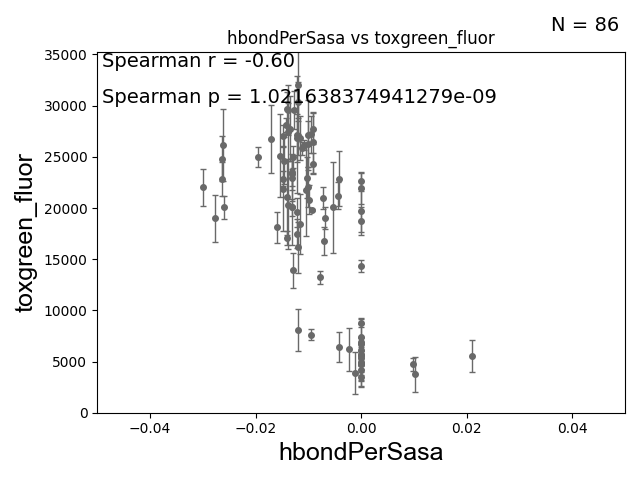 N = 86
hbondPerSasa vs toxgreen_fluor
Spearman r = -0.60
Spearman p = 1.021638374941279e-09
35000
30000
25000
20000
15000
10000
5000
0
toxgreen_fluor
−0.04 −0.02 0.00 0.02 0.04
hbondPerSasa